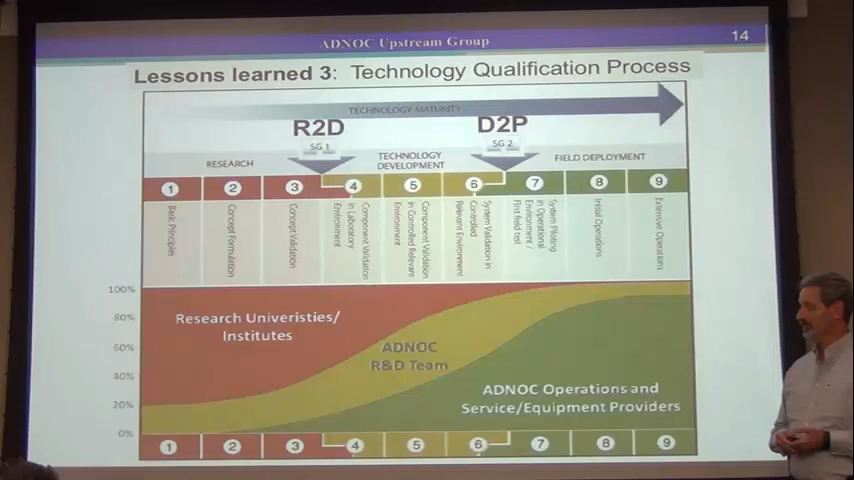 ADNOC Upstream Group
14
Lessons learned 3: Technology Qualification Process
TECHNOLOGY MATURITY
R2D
D2P
SG 1
SG 2
RESEARCH
TECHNOLOGY
DEVELOPMENT
FIELD DEPLOYMENT
1 2 3 4 5 6 7 8 9
Basic Principles
Concept Formulation
Concept Validation
Component Validation
in Laboratory
Environment
Component Validation
in Controlled Relevant
Environment
System Validation in
Controlled
Relevant Environment
System Piloting
in Operational
Environment /
First field test
Initial Operations
Extensive Operations
100%
80%
60%
40%
20%
0%
Research Univeristies/
Institutes
ADNOC
R&D Team
ADNOC Operations and
Service/Equipment Providers
1 2 3 4 5 6 7 8 9